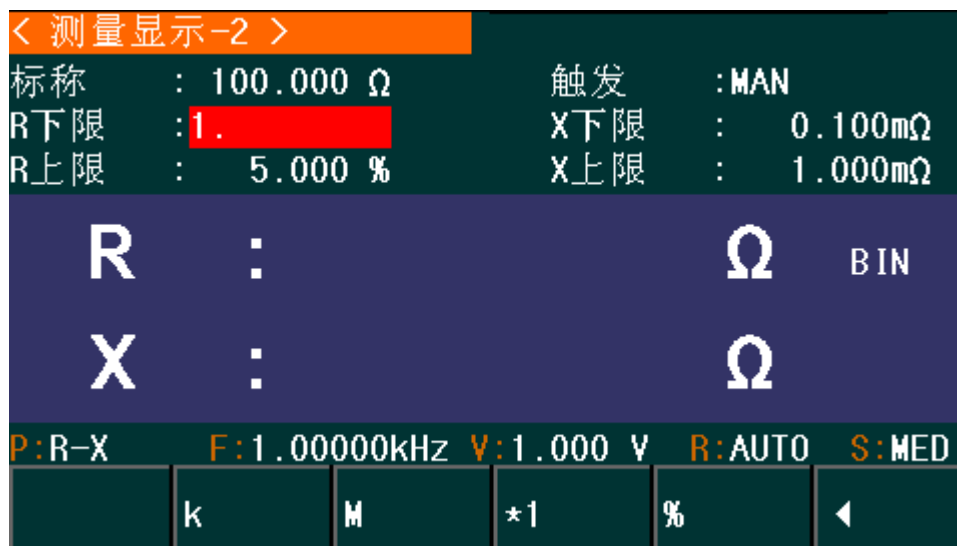 < 测量显示-2 >
标称 : 100.000 Ω 触发 :MAN
R下限 :1. X下限 : 0.100mΩ
R上限 : 5.000 % X上限 : 1.000mΩ
R : Ω BIN
X : Ω
P:R-X F:1.00000kHz V:1.000 V R:AUTO S:MED
k M *1 % ◀